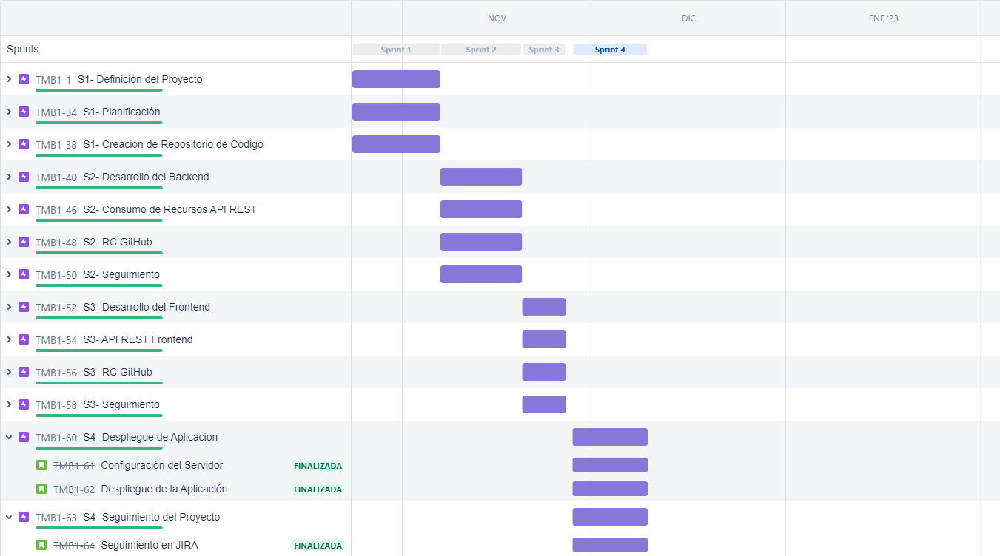 NOV DIC ENE '23
Sprints Sprint 1 Sprint 2 Sprint 3 Sprint 4
TMB1-1 S1- Definición del Proyecto
TMB1-34 S1- Planificación
TMB1-38 S1- Creación de Repositorio de Código
TMB1-40 S2- Desarrollo del Backend
TMB1-46 S2- Consumo de Recursos API REST
TMB1-48 S2- RC GitHub
TMB1-50 S2- Seguimiento
TMB1-52 S3- Desarrollo del Frontend
TMB1-54 S3- API REST Frontend
TMB1-56 S3- RC GitHub
TMB1-58 S3- Seguimiento
TMB1-60 S4- Despliegue de Aplicación
TMB1-61 Configuración del Servidor FINALIZADA
TMB1-62 Despliegue de la Aplicación FINALIZADA
TMB1-63 S4- Seguimiento del Proyecto
TMB1-64 Seguimiento en JIRA FINALIZADA